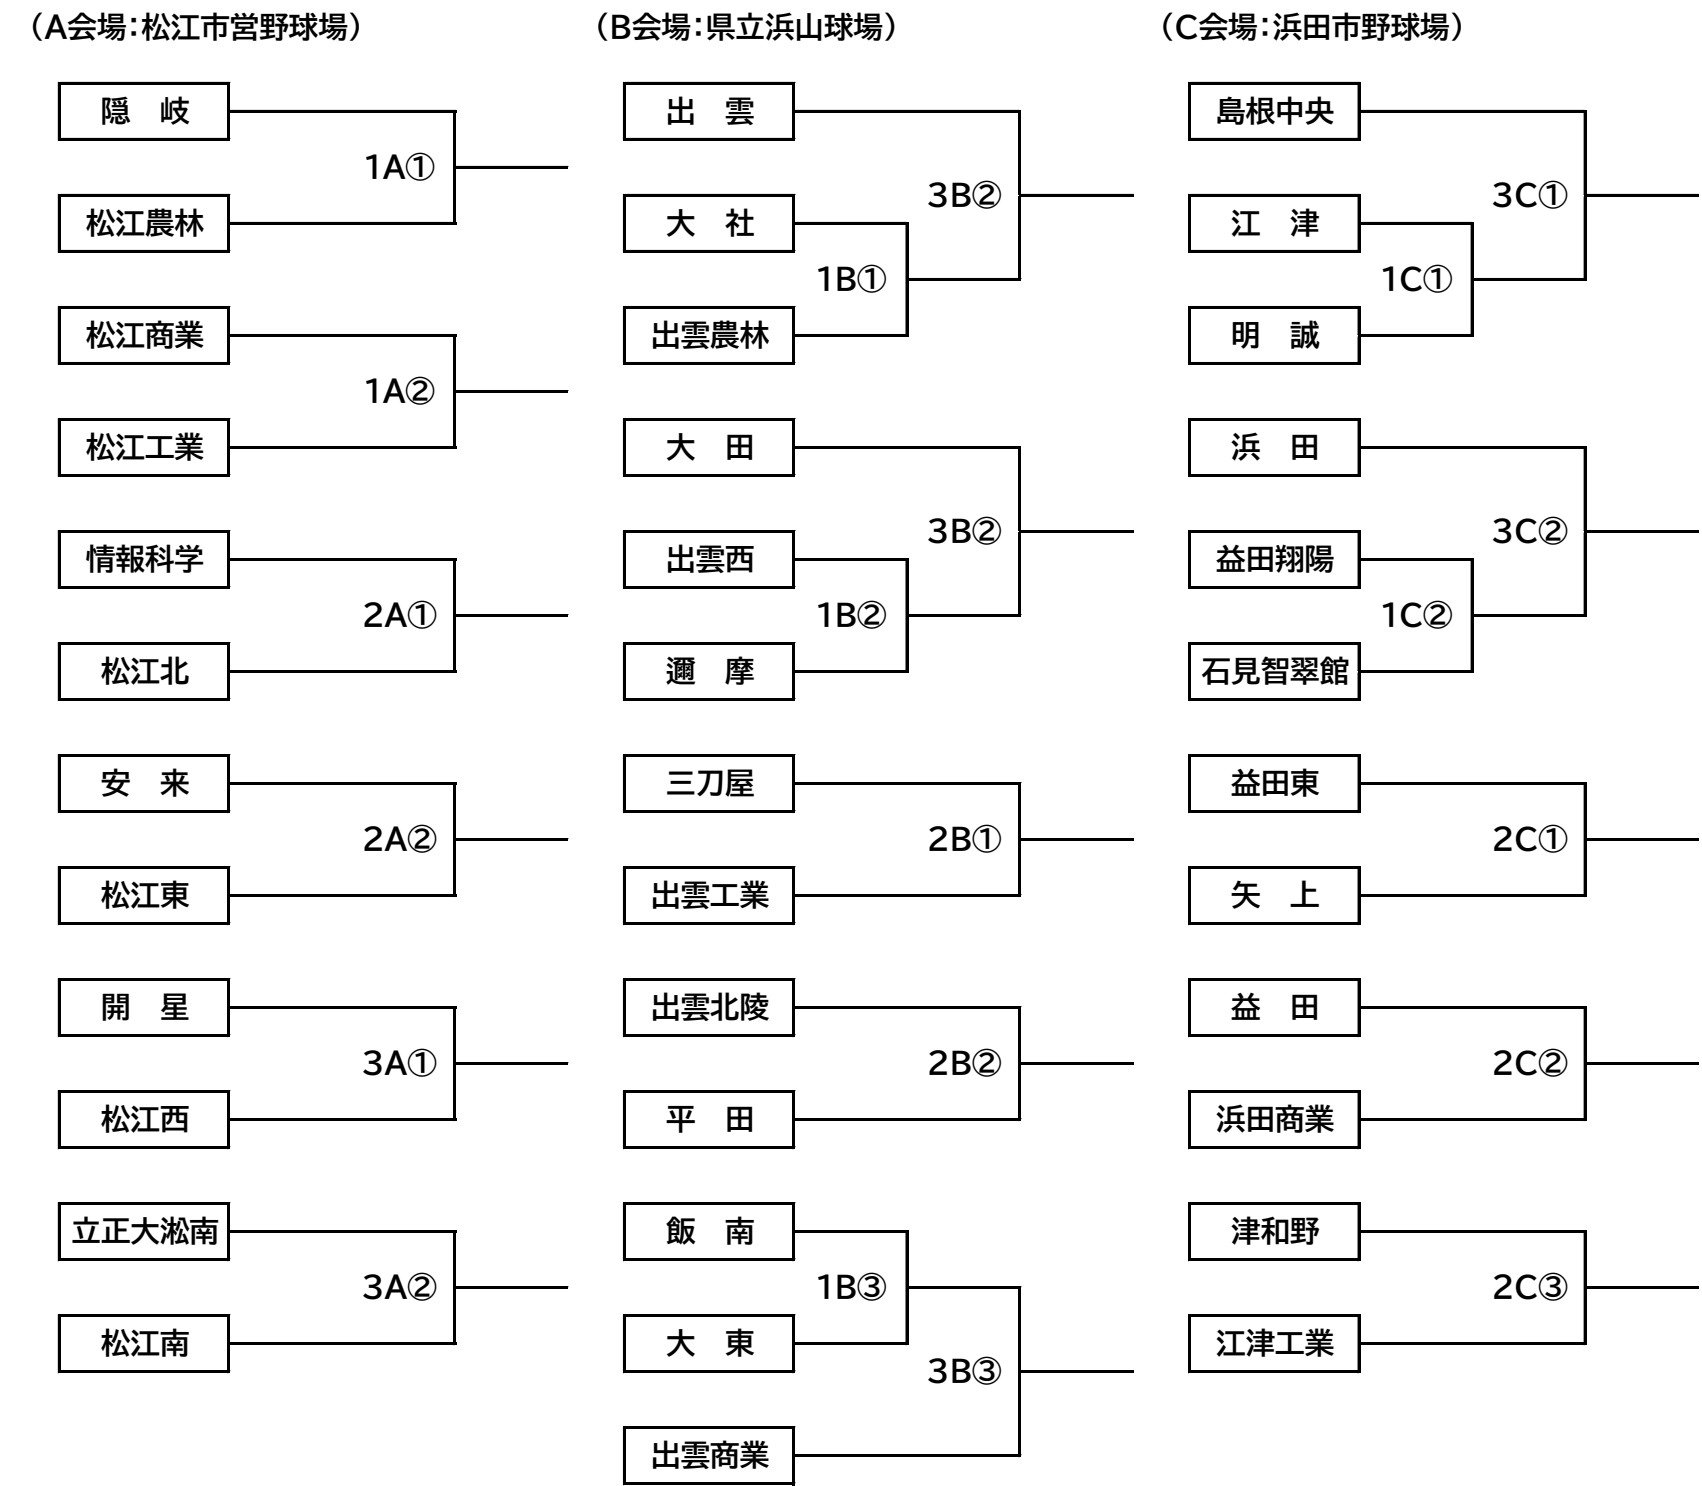 （A会場：松江市営野球場）
隠　岐
1A①
松江農林
松江商業
1A②
松江工業
情報科学
2A①
松江北
安　来
2A②
松江東
開　星
3A①
松江西
立正大淞南
3A②
松江南
（B会場：県立浜山球場）
出　雲
3B②
大　社
1B①
出雲農林
大　田
3B②
出雲西
1B②
邇　摩
三刀屋
2B①
出雲工業
出雲北陵
2B②
平　田
飯　南
1B③
大　東
3B③
出雲商業
（C会場：浜田市野球場）
島根中央
3C①
江　津
1C①
明　誠
浜　田
3C②
益田翔陽
1C②
石見智翠館
益田東
2C①
矢　上
益　田
2C②
浜田商業
津和野
2C③
江津工業